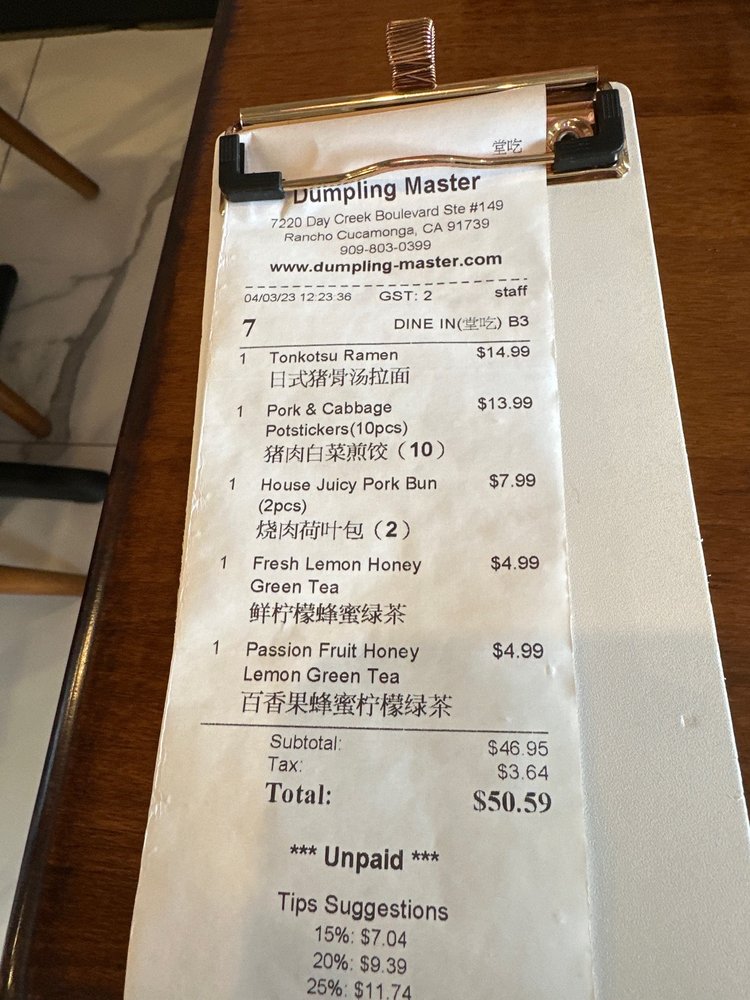 堂吃
Dumpling Master
7220 Day Creek Boulevard Ste #149
Rancho Cucamonga, CA 91739
909-803-0399
www.dumpling-master.com
04/03/23 12:23:36 GST: 2 staff
7 DINE IN(堂吃) B3
1 Tonkotsu Ramen $14.99
日式猪骨汤拉面
1 Pork & Cabbage $13.99
Potstickers(10pcs)
猪肉白菜煎饺（10）
1 House Juicy Pork Bun $7.99
(2pcs)
烧肉荷叶包（2）
1 Fresh Lemon Honey $4.99
Green Tea
鲜柠檬蜂蜜绿茶
1 Passion Fruit Honey $4.99
Lemon Green Tea
百香果蜂蜜柠檬绿茶
Subtotal: $46.95
Tax: $3.64
Total: $50.59
*** Unpaid ***
Tips Suggestions
15%: $7.04
20%: $9.39
25%: $11.74